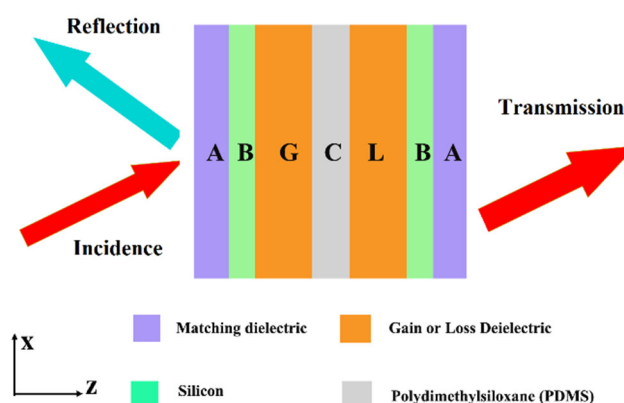 Reflection
Transmission
A B G C L B A
Incidence
Matching dielectric
Gain or Loss Deielectric
X
Z
Silicon
Polydimethylsiloxane (PDMS)